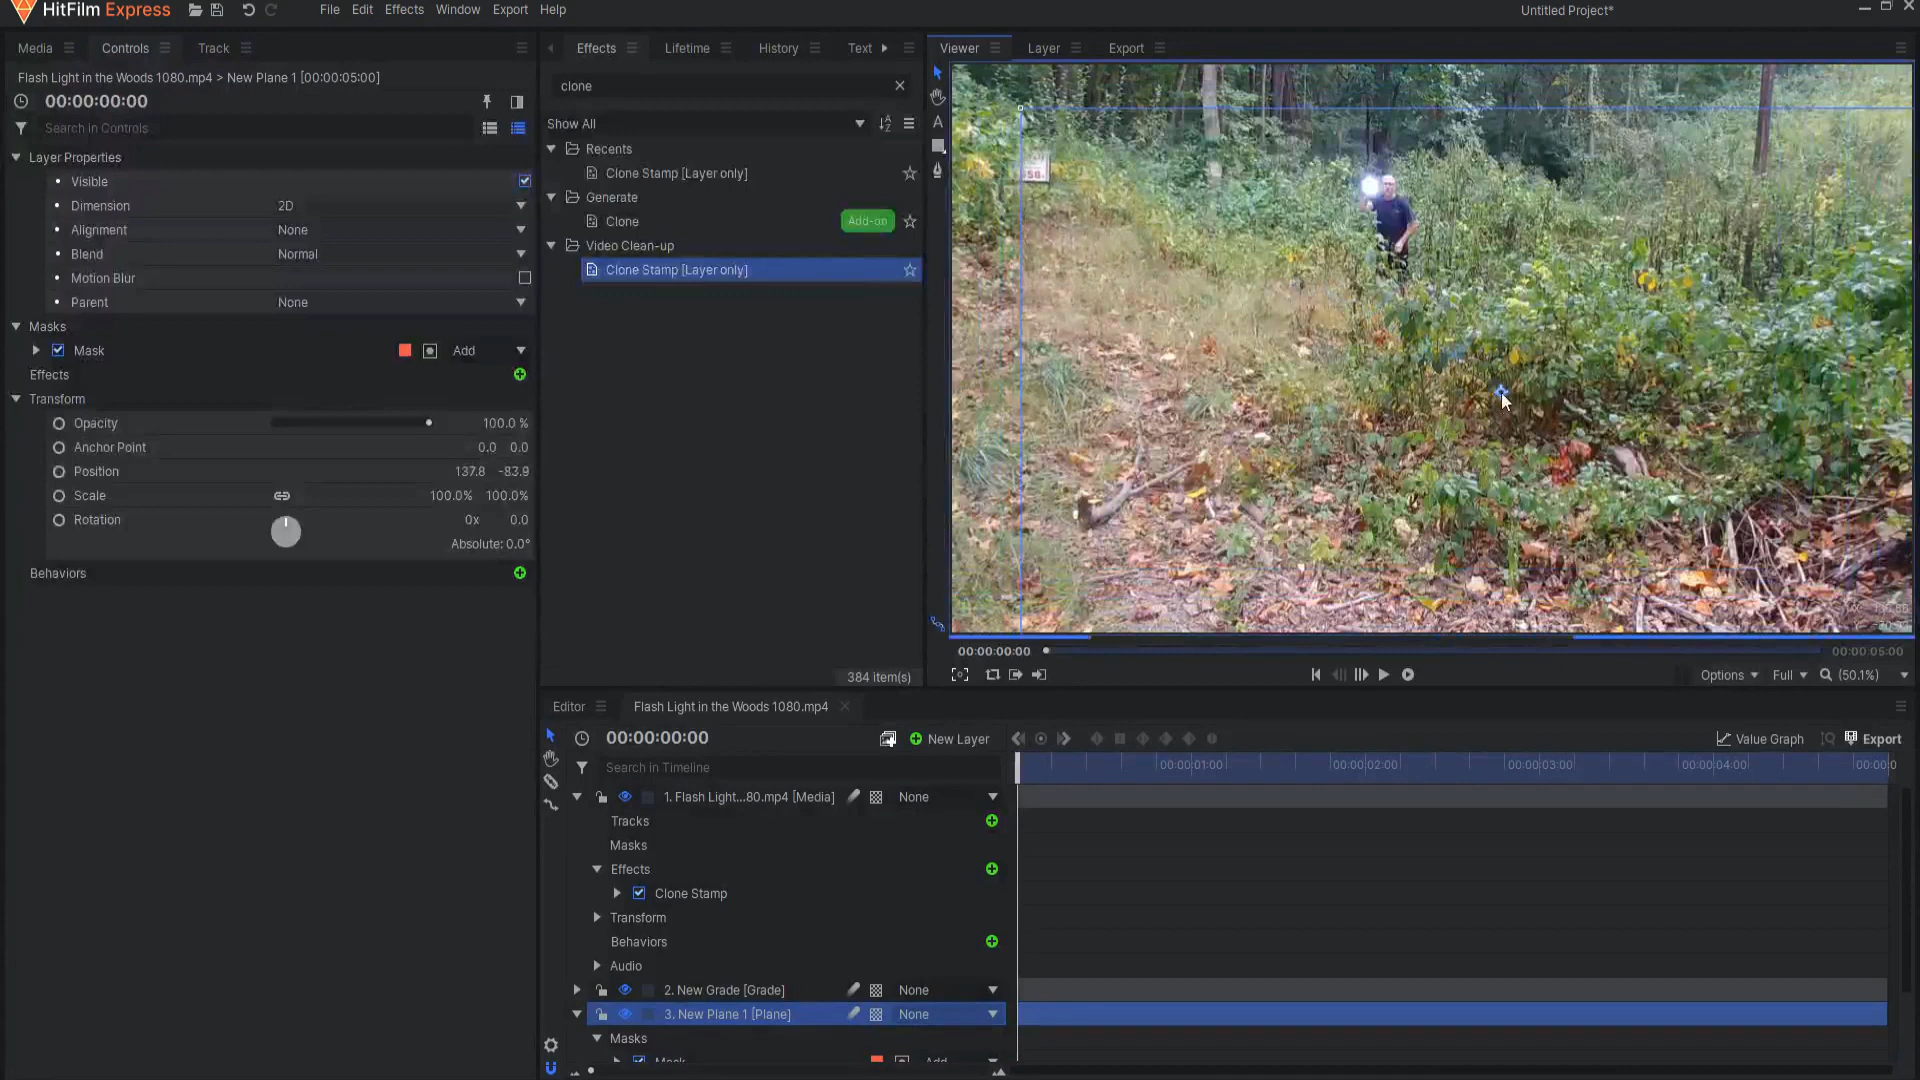 HitFilm Express
File Edit Effects Window Export Help
Untitled Project*
Media Controls Track
Effects Lifetime History Text
Viewer Layer Export
Flash Light in the Woods 1080.mp4 > New Plane 1 [00:00:05:00]
00:00:00:00
Search in Controls
Layer Properties
Visible
Dimension 2D
Alignment None
Blend Normal
Motion Blur
Parent None
Masks
Mask Add
Effects
Transform
Opacity 100.0 %
Anchor Point 0.0 0.0
Position 137.8 -83.9
Scale 100.0% 100.0%
Rotation 0x 0.0
Absolute: 0.0°
Behaviors
clone
Show All
Recents
Clone Stamp [Layer only]
Generate
Clone Add-on
Video Clean-up
Clone Stamp [Layer only]
384 item(s)
00:00:00:00 00:00:05:00
Options Full (50.1%)
Editor Flash Light in the Woods 1080.mp4
00:00:00:00 New Layer Value Graph Export
Search in Timeline
00:00:01:00 00:00:02:00 00:00:03:00 00:00:04:00 00:00:0
1. Flash Light...80.mp4 [Media] None
Tracks
Masks
Effects
Clone Stamp
Transform
Behaviors
Audio
2. New Grade [Grade] None
3. New Plane 1 [Plane] None
Masks
Mask Add